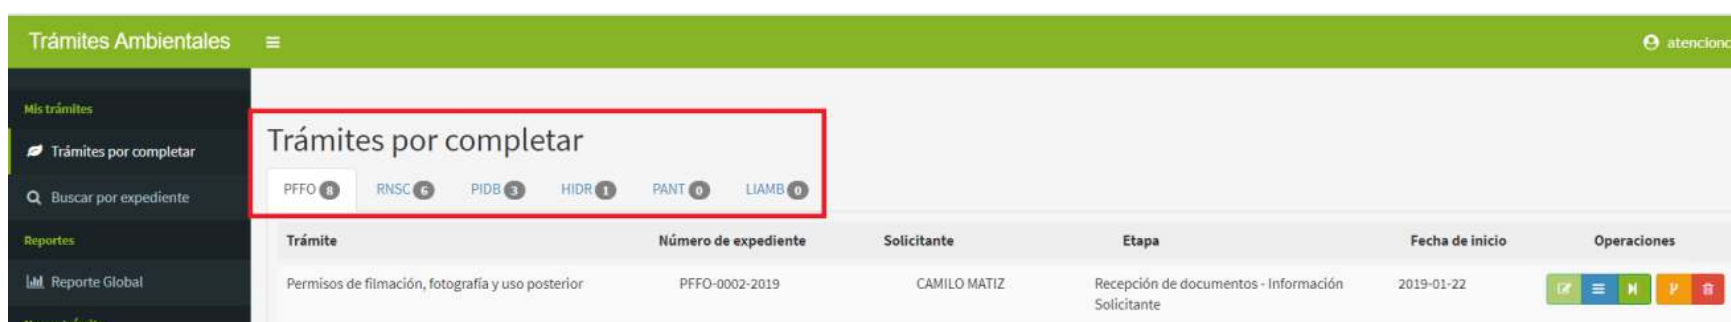 Trámites Ambientales
atencionc
Mis trámites
Trámites por completar
Buscar por expediente
Reportes
Reporte Global
Trámites por completar
PFFO 8 RNSC 6 PIDB 3 HIDR 1 PANT 0 LIAMB 0
Trámite Número de expediente Solicitante Etapa Fecha de inicio Operaciones
Permisos de filmación, fotografía y uso posterior PFFO-0002-2019 CAMILO MATIZ Recepción de documentos - Información 2019-01-22
Solicitante